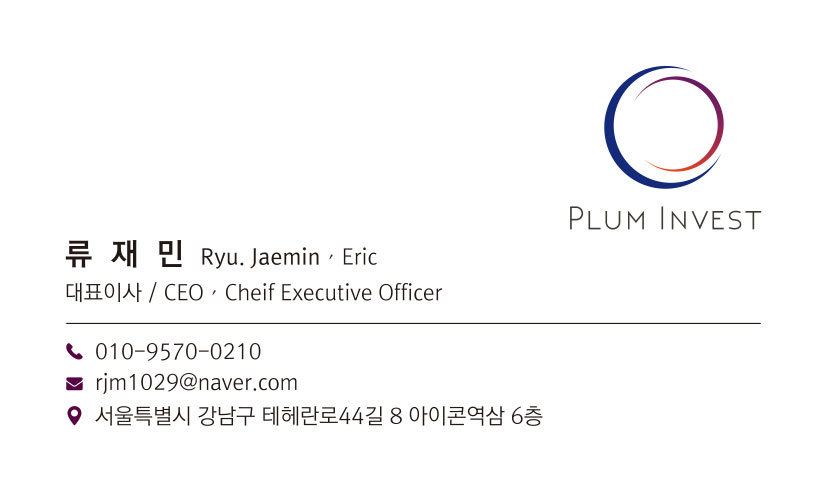 PLUM INVEST
류 재 민 Ryu. Jaemin, Eric
대표이사 / CEO, Cheif Executive Officer
010-9570-0210
rjm1029@naver.com
서울특별시 강남구 테헤란로44길 8 아이콘역삼 6층